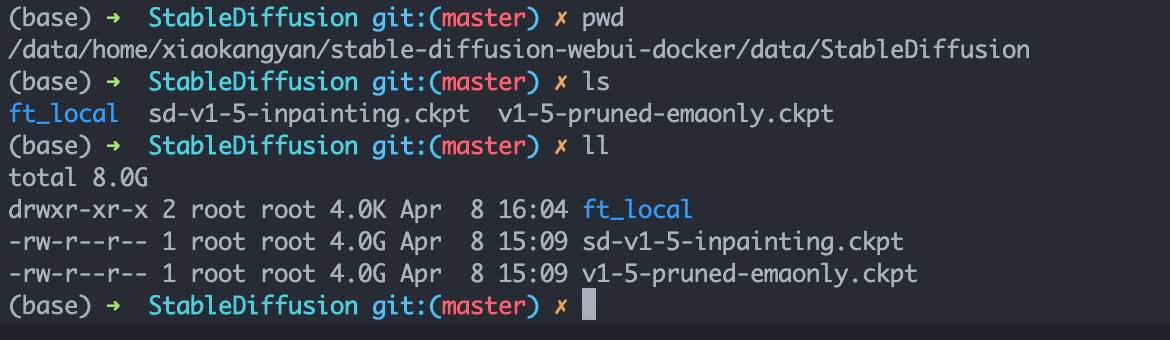 (base) ➜  StableDiffusion git:(master) ✗ pwd
/data/home/xiaokangyan/stable-diffusion-webui-docker/data/StableDiffusion
(base) ➜  StableDiffusion git:(master) ✗ ls
ft_local  sd-v1-5-inpainting.ckpt  v1-5-pruned-emaonly.ckpt
(base) ➜  StableDiffusion git:(master) ✗ ll
total 8.0G
drwxr-xr-x 2 root root 4.0K Apr  8 16:04 ft_local
-rw-r--r-- 1 root root 4.0G Apr  8 15:09 sd-v1-5-inpainting.ckpt
-rw-r--r-- 1 root root 4.0G Apr  8 15:09 v1-5-pruned-emaonly.ckpt
(base) ➜  StableDiffusion git:(master) ✗